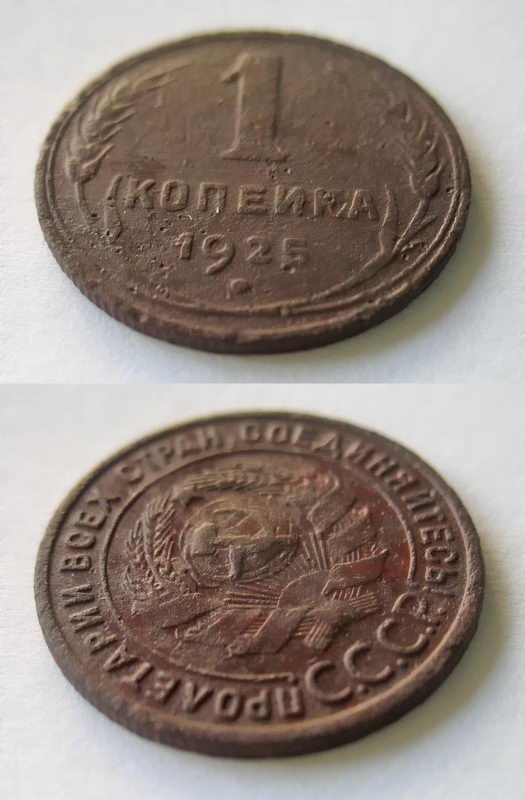 1
КОПЕЙКА
1925
ПРОЛЕТАРИИ ВСЕХ СТРАН, СОЕДИНЯЙТЕСЬ!
С.С.С.Р.